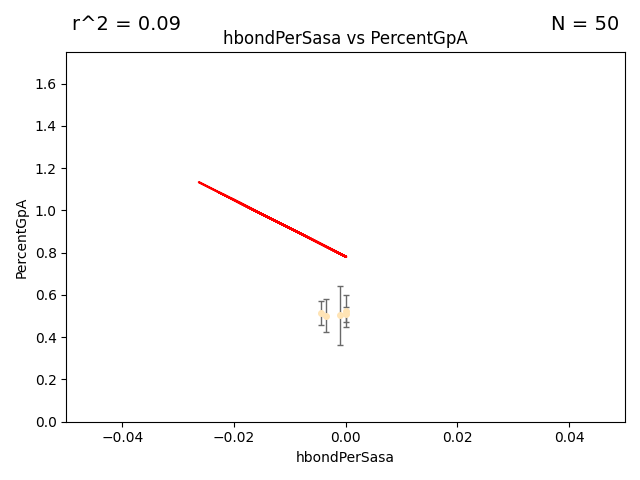 r^2 = 0.09
N = 50
hbondPerSasa vs PercentGpA
1.6
1.4
1.2
1.0
0.8
0.6
0.4
0.2
0.0
PercentGpA
−0.04
−0.02
0.00
0.02
0.04
hbondPerSasa